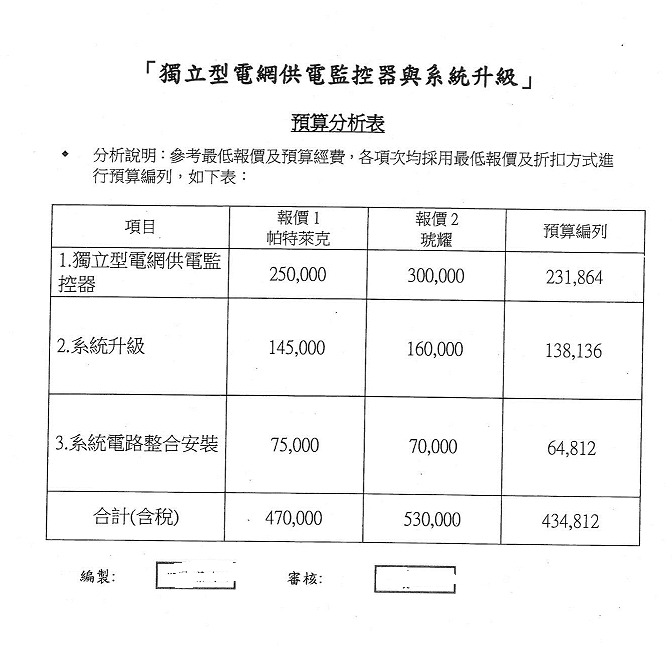 「獨立型電網供電監控器與系統升級」
預算分析表
◆ 分析說明：參考最低報價及預算經費，各項次均採用最低報價及折扣方式進
行預算編列，如下表：
項目 報價 1 報價 2 預算編列
帕特萊克 琥耀
1.獨立型電網供電監
控器 250,000 300,000 231,864
2.系統升級 145,000 160,000 138,136
3.系統電路整合安裝 75,000 70,000 64,812
合計(含稅) 470,000 530,000 434,812
編製: 審核: